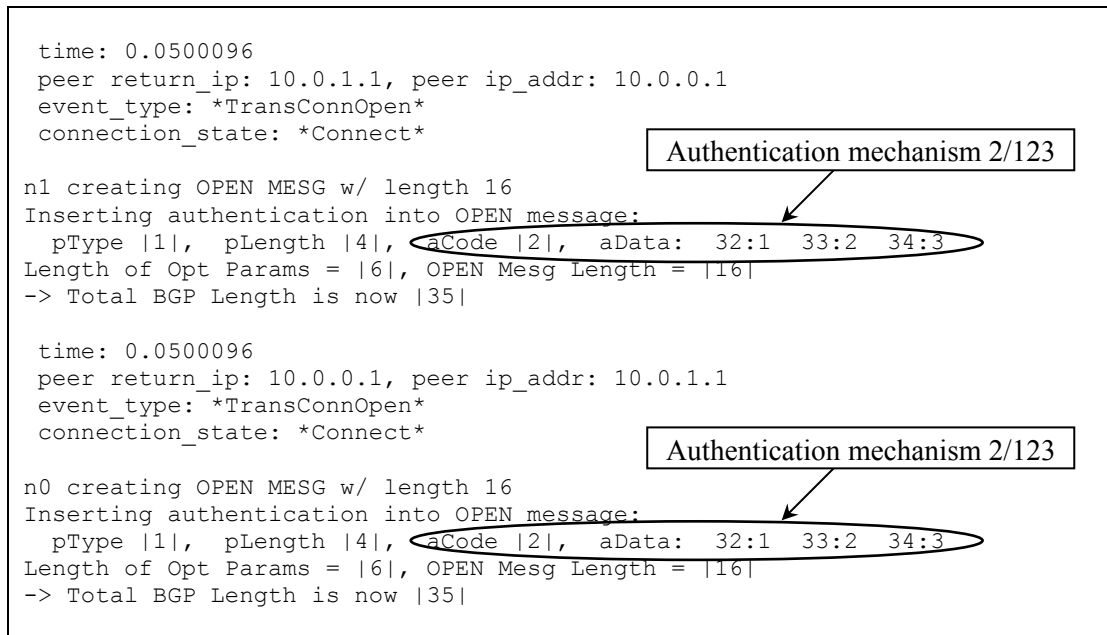 time: 0.0500096
peer return_ip: 10.0.1.1, peer ip_addr: 10.0.0.1
event_type: *TransConnOpen*
connection_state: *Connect*
Authentication mechanism 2/123
n1 creating OPEN MESG w/ length 16
Inserting authentication into OPEN message:
pType |1|, pLength |4|, aCode |2|, aData: 32:1 33:2 34:3
Length of Opt Params = |6|, OPEN Mesg Length = |16|
-> Total BGP Length is now |35|
time: 0.0500096
peer return_ip: 10.0.0.1, peer ip_addr: 10.0.1.1
event_type: *TransConnOpen*
connection_state: *Connect*
Authentication mechanism 2/123
n0 creating OPEN MESG w/ length 16
Inserting authentication into OPEN message:
pType |1|, pLength |4|, aCode |2|, aData: 32:1 33:2 34:3
Length of Opt Params = |6|, OPEN Mesg Length = |16|
-> Total BGP Length is now |35|